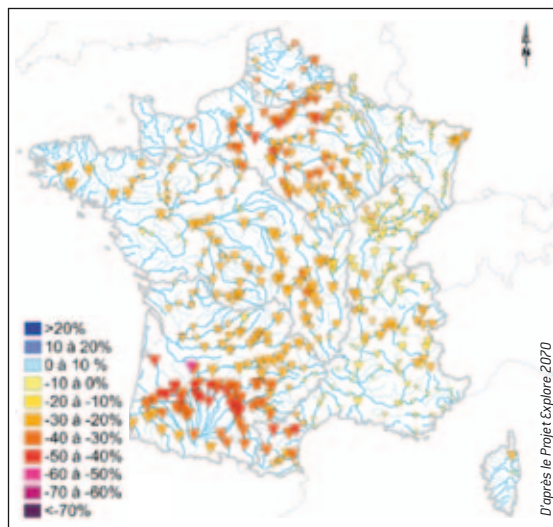 N
>20%
10 à 20%
0 à 10 %
-10 à 0%
-20 à -10%
-30 à -20%
-40 à -30%
-50 à -40%
-60 à -50%
-70 à -60%
<-70%
D'après le Projet Explore 2070